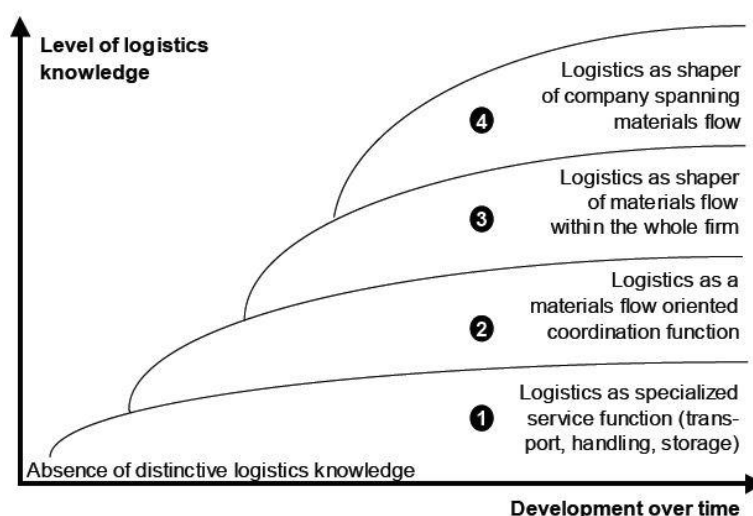 Level of logistics
knowledge
Logistics as shaper
of company spanning
materials flow
4
Logistics as shaper
of materials flow
within the whole firm
3
Logistics as a
materials flow oriented
coordination function
2
Logistics as specialized
service function (trans-
port, handling, storage)
1
Absence of distinctive logistics knowledge
Development over time